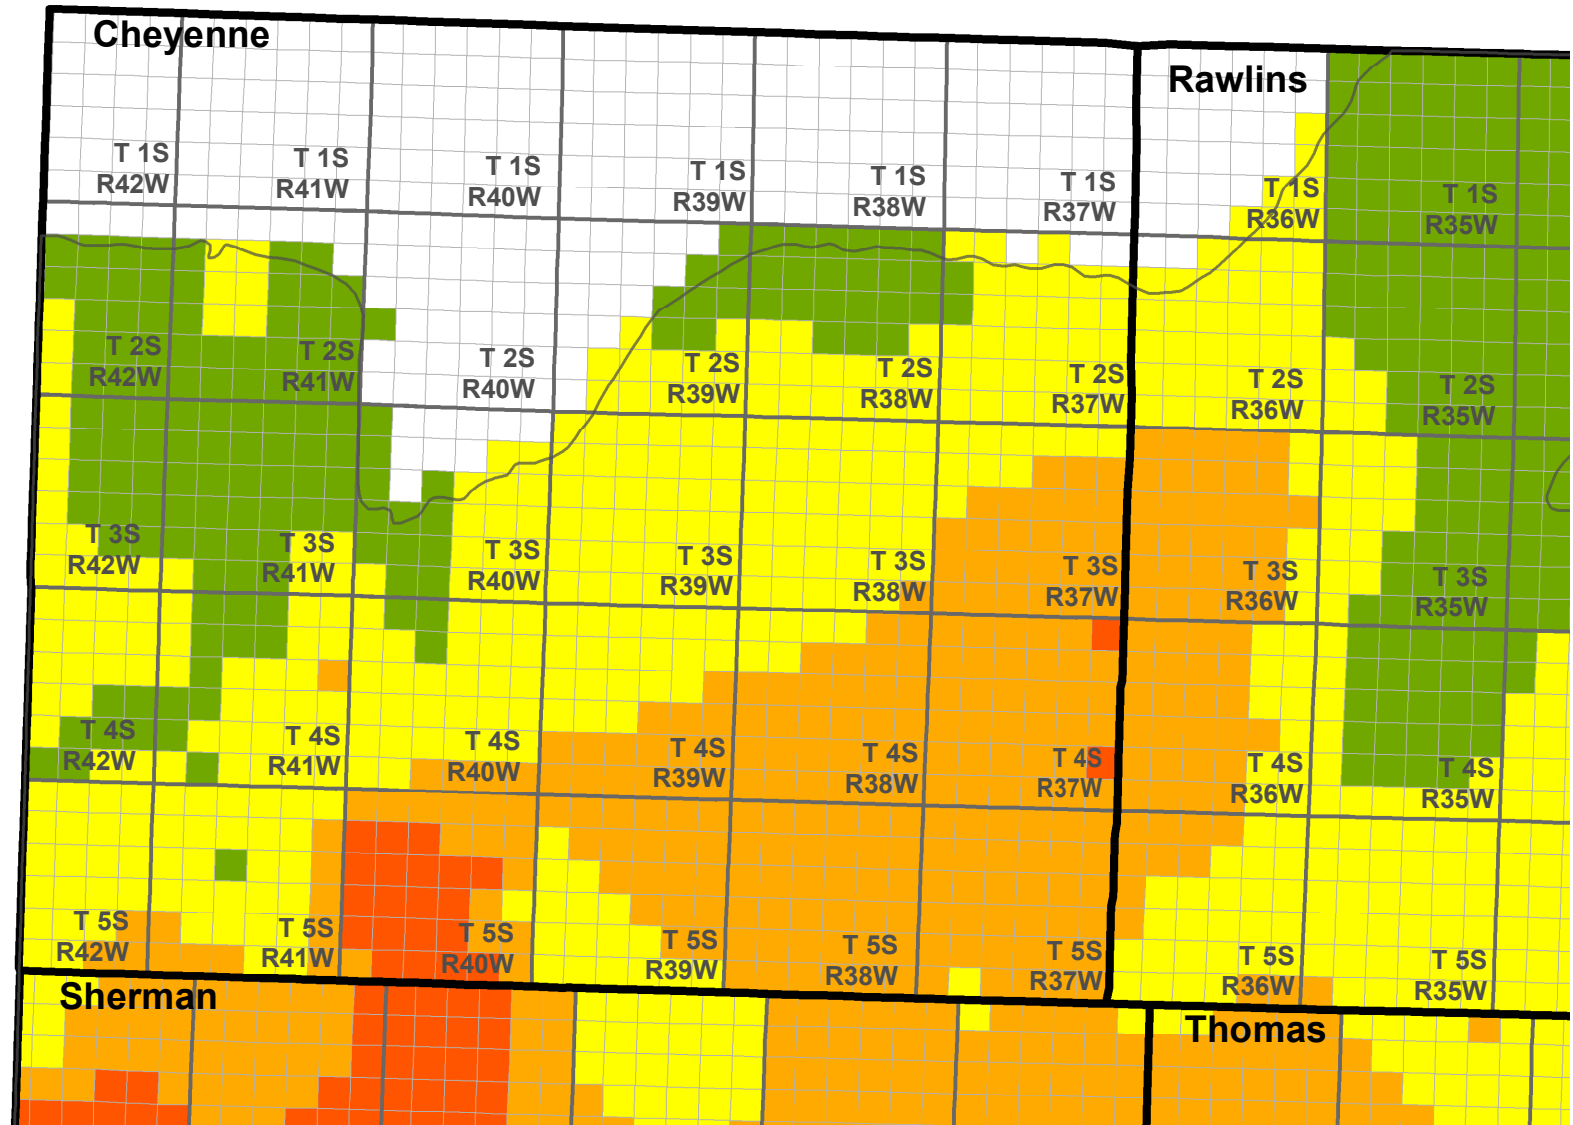 Cheyenne
Rawlins
T 1S
R42W
T 1S
R41W
T 1S
R40W
T 1S
R39W
T 1S
R38W
T 1S
R37W
T 1S
R36W
T 1S
R35W
T 2S
R42W
T 2S
R41W
T 2S
R40W
T 2S
R39W
T 2S
R38W
T 2S
R37W
T 2S
R36W
T 2S
R35W
T 3S
R42W
T 3S
R41W
T 3S
R40W
T 3S
R39W
T 3S
R38W
T 3S
R37W
T 3S
R36W
T 3S
R35W
T 4S
R42W
T 4S
R41W
T 4S
R40W
T 4S
R39W
T 4S
R38W
T 4S
R37W
T 4S
R36W
T 4S
R35W
T 5S
R42W
T 5S
R41W
T 5S
R40W
T 5S
R39W
T 5S
R38W
T 5S
R37W
T 5S
R36W
T 5S
R35W
Sherman
Thomas